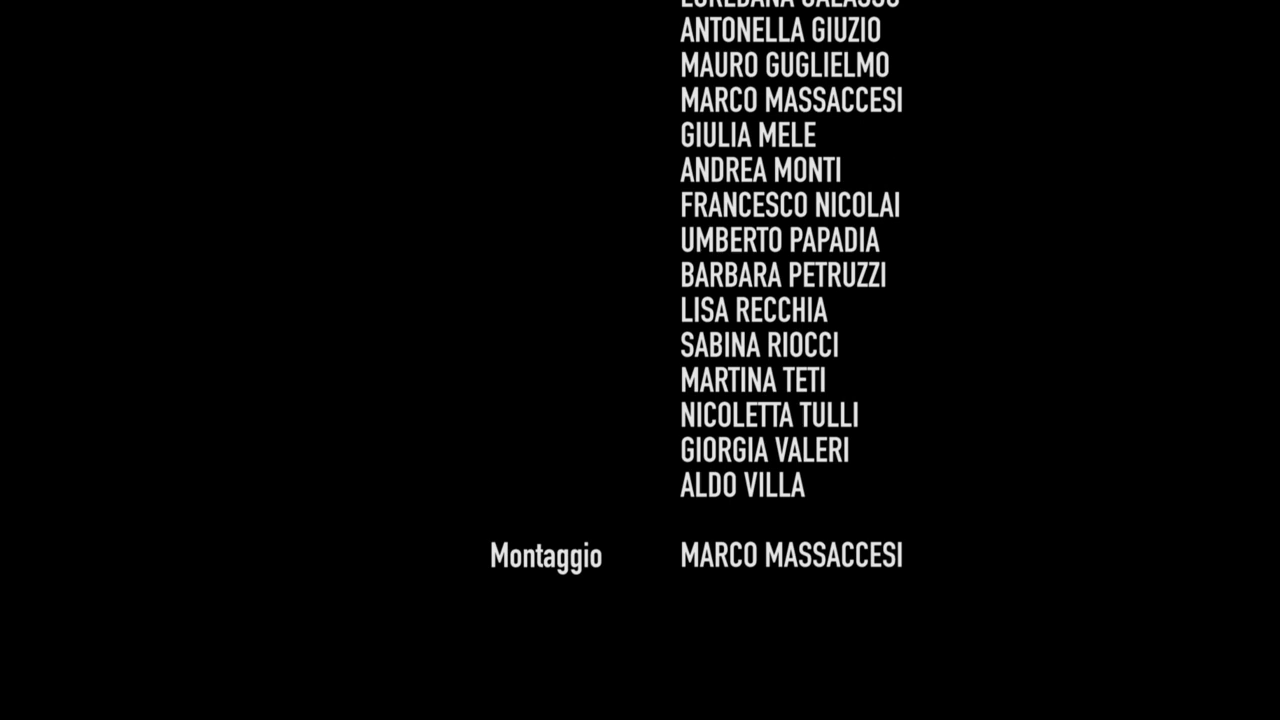 ANTONELLA GIUZIO
MAURO GUGLIELMO
MARCO MASSACCESI
GIULIA MELE
ANDREA MONTI
FRANCESCO NICOLAI
UMBERTO PAPADIA
BARBARA PETRUZZI
LISA RECCHIA
SABINA RIOCCI
MARTINA TETI
NICOLETTA TULLI
GIORGIA VALERI
ALDO VILLA
Montaggio MARCO MASSACCESI